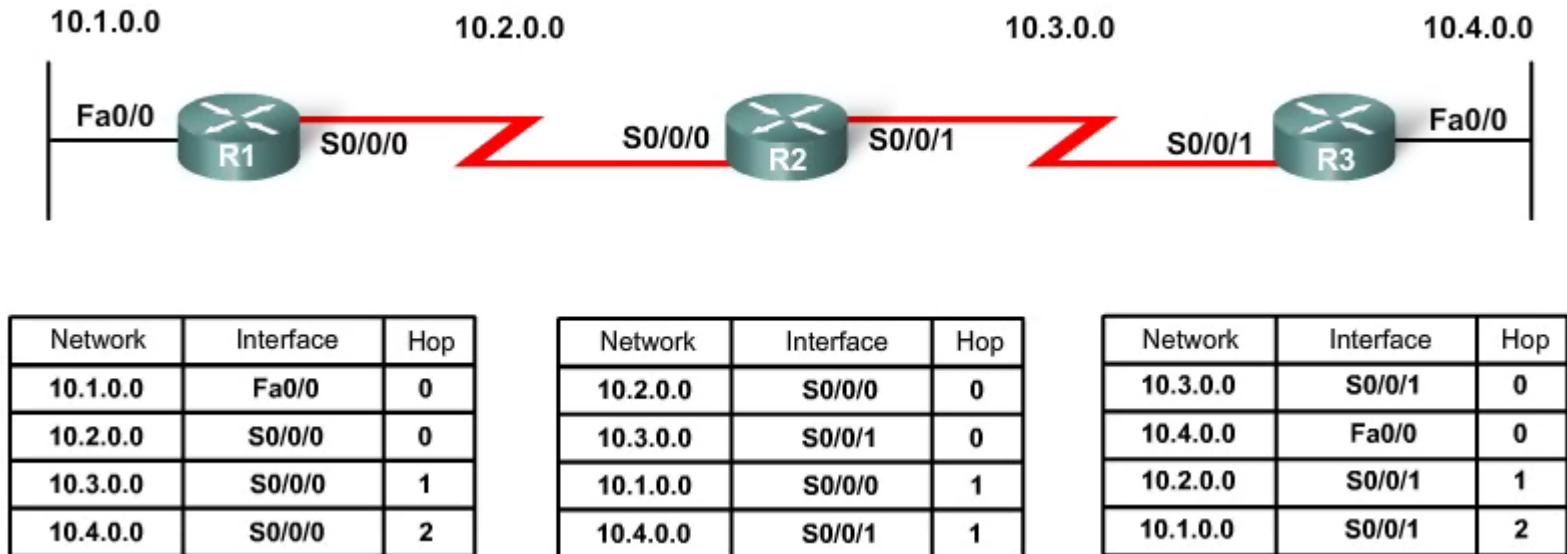 10.1.0.0 10.2.0.0 10.3.0.0 10.4.0.0
Fa0/0 R1 S0/0/0 S0/0/0 R2 S0/0/1 S0/0/1 R3 Fa0/0
Network Interface Hop
10.1.0.0 Fa0/0 0
10.2.0.0 S0/0/0 0
10.3.0.0 S0/0/0 1
10.4.0.0 S0/0/0 2
Network Interface Hop
10.2.0.0 S0/0/0 0
10.3.0.0 S0/0/1 0
10.1.0.0 S0/0/0 1
10.4.0.0 S0/0/1 1
Network Interface Hop
10.3.0.0 S0/0/1 0
10.4.0.0 Fa0/0 0
10.2.0.0 S0/0/1 1
10.1.0.0 S0/0/1 2